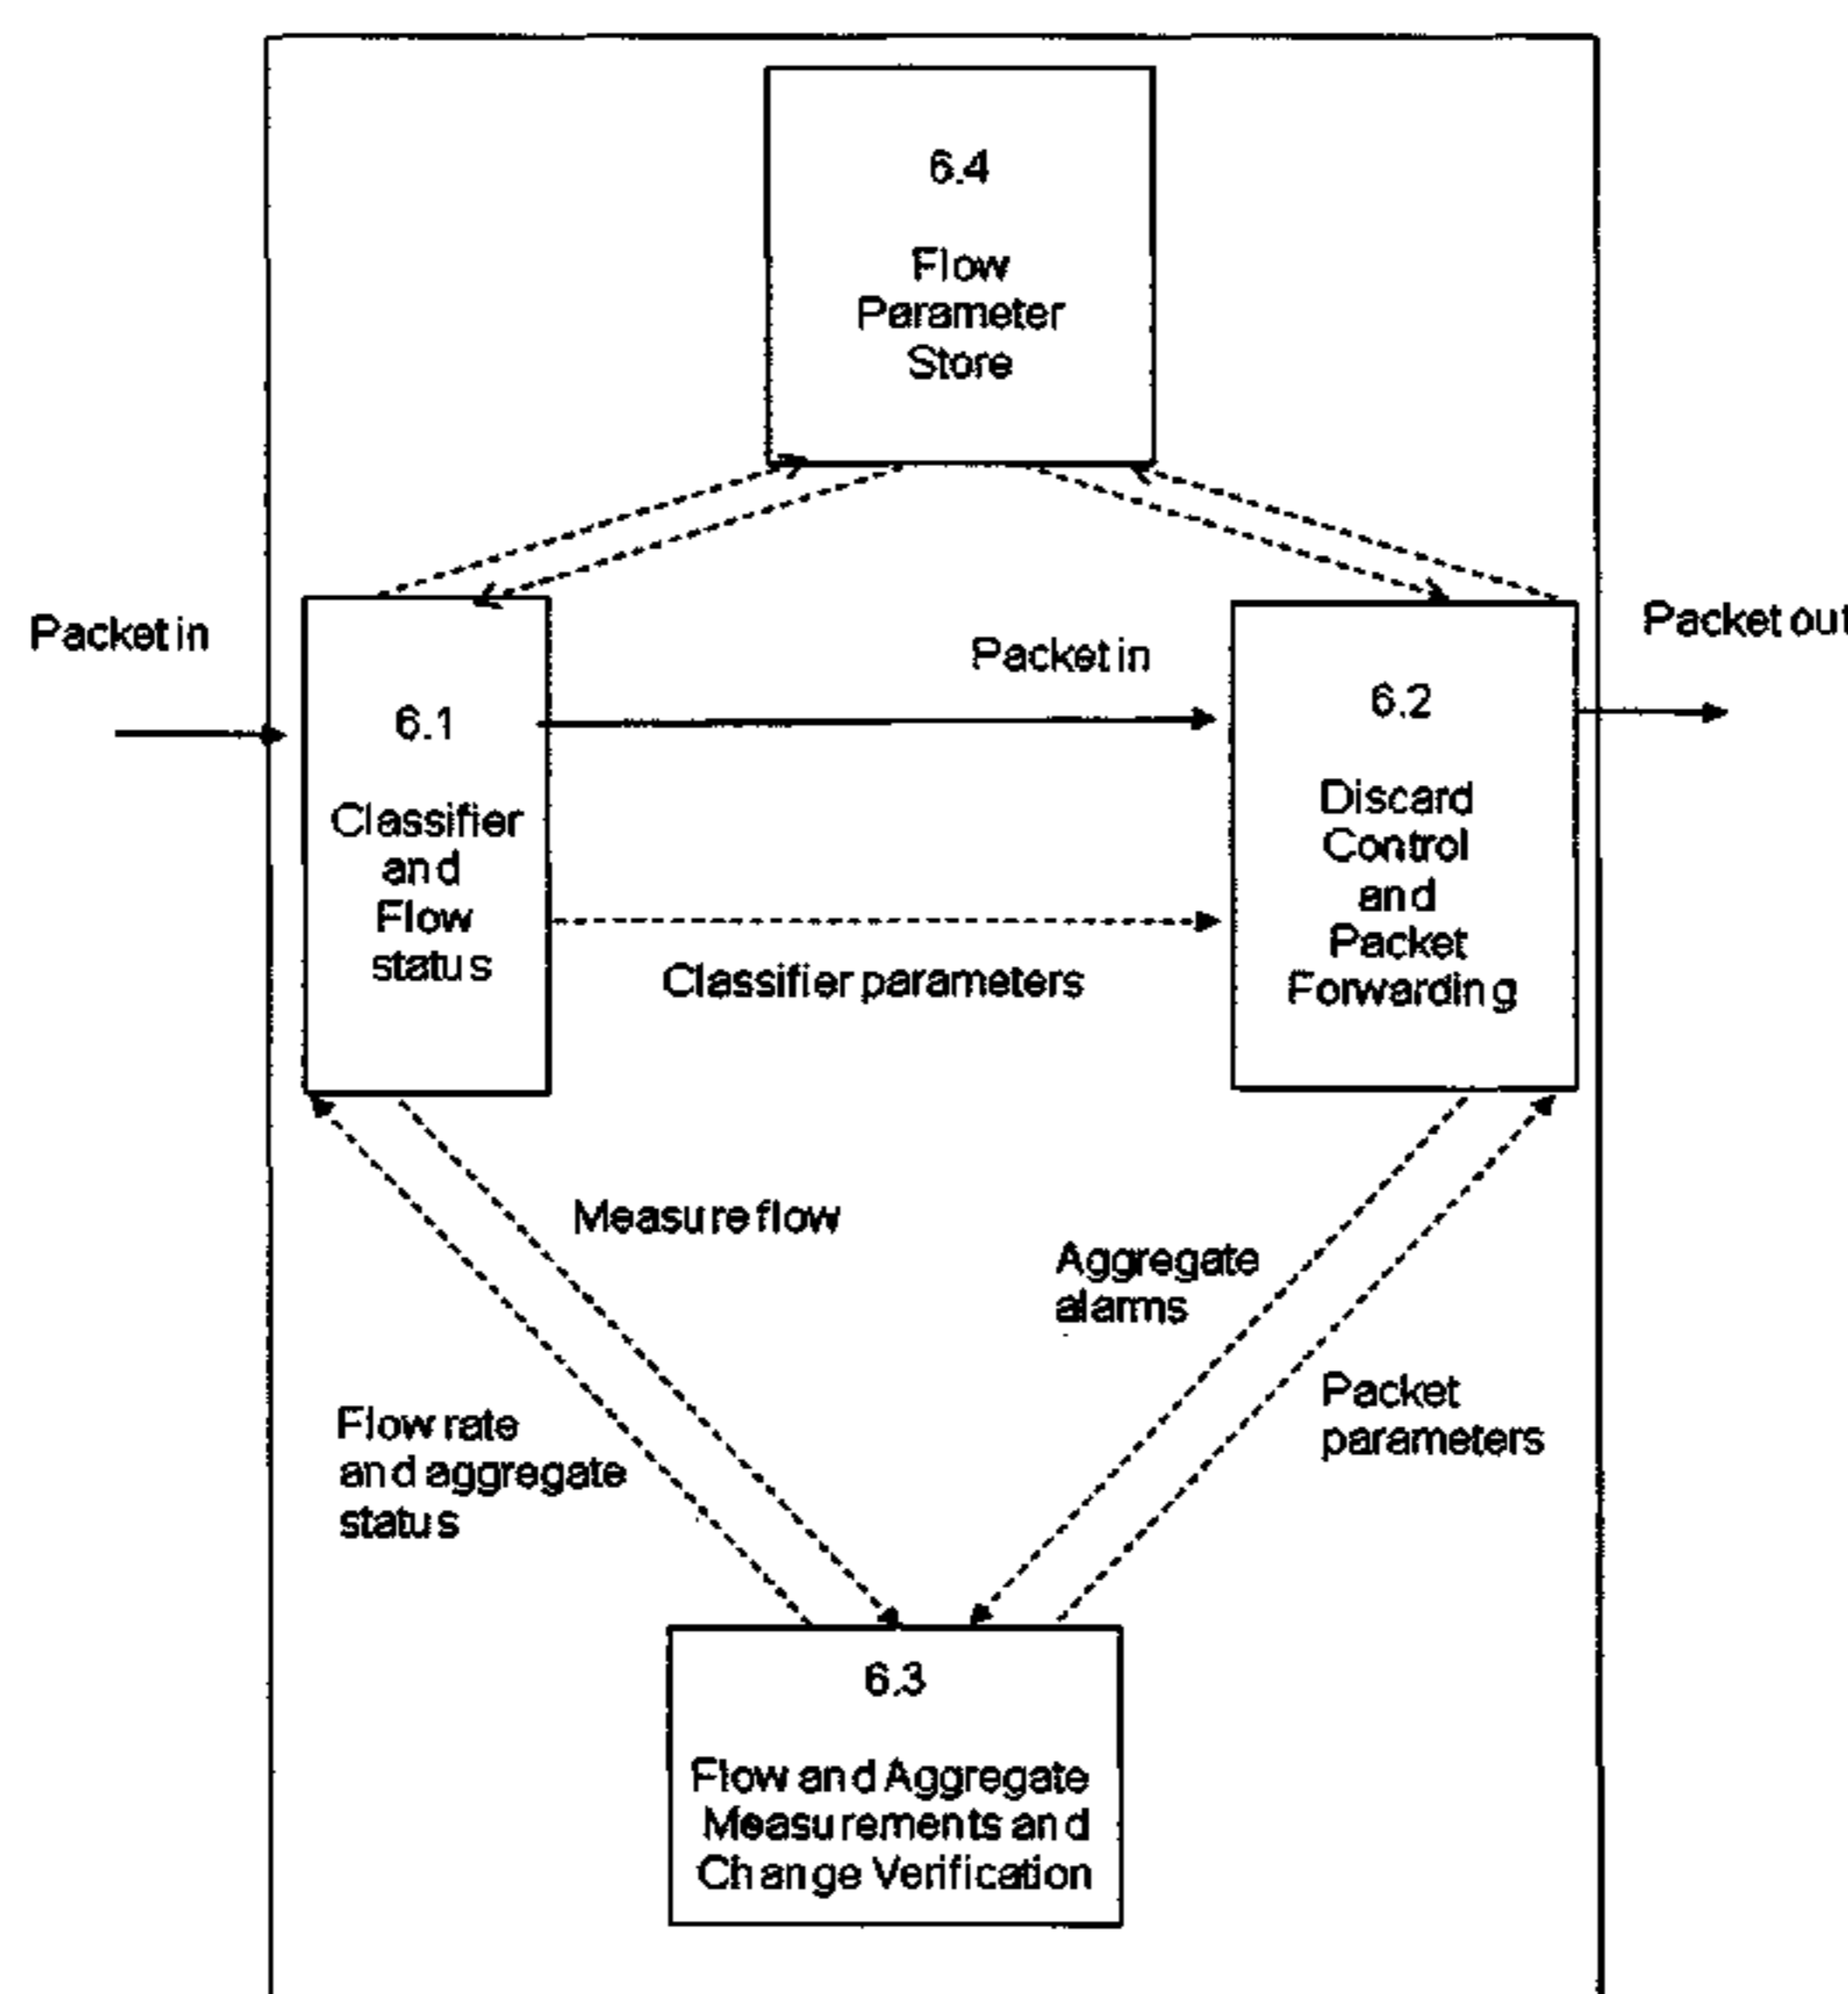 6.4
Flow
Parameter
Store
Packet in
Packet in
Packet out
6.1
Classifier
and
Flow
status
6.2
Discard
Control
and
Packet
Forwarding
Classifier parameters
Measure flow
Aggregate
alarms
Packet
parameters
Flow rate
and aggregate
status
6.3
Flow and Aggregate
Measurements and
Change Verification